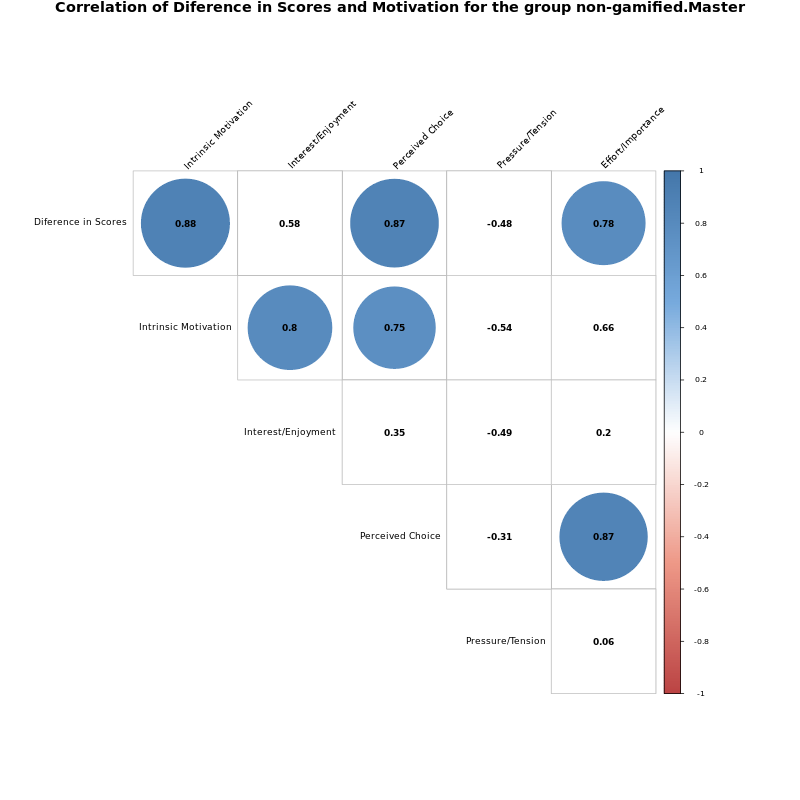 Correlation of Diference in Scores and Motivation for the group non-gamified.Master
Intrinsic Motivation
Interest/Enjoyment
Perceived Choice
Pressure/Tension
Effort/Importance
Diference in Scores 0.88 0.58 0.87 -0.48 0.78
Intrinsic Motivation 0.8 0.75 -0.54 0.66
Interest/Enjoyment 0.35 -0.49 0.2
Perceived Choice -0.31 0.87
Pressure/Tension 0.06
1
0.8
0.6
0.4
0.2
0
-0.2
-0.4
-0.6
-0.8
-1